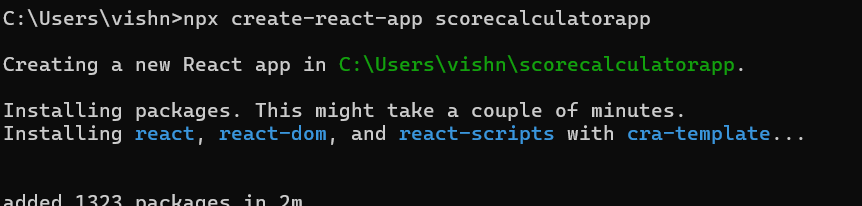 C:\Users\vishn>npx create-react-app scorecalculatorapp
Creating a new React app in C:\Users\vishn\scorecalculatorapp.
Installing packages. This might take a couple of minutes.
Installing react, react-dom, and react-scripts with cra-template...
added 1323 packages in 2m